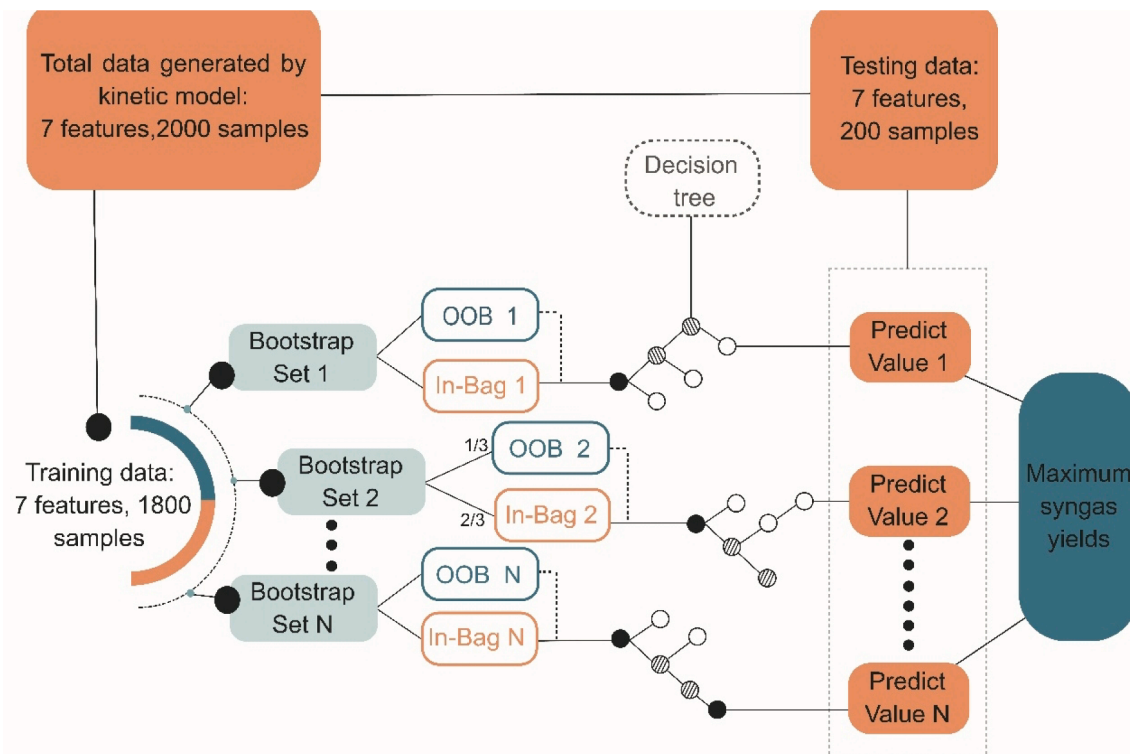 Total data generated by
kinetic model:
7 features,2000 samples
Testing data:
7 features,
200 samples
Decision
tree
Bootstrap
Set 1
OOB 1
In-Bag 1
Predict
Value 1
Training data:
7 features, 1800
samples
Bootstrap
Set 2
1/3
OOB 2
2/3
In-Bag 2
Predict
Value 2
Maximum
syngas
yields
Bootstrap
Set N
OOB N
In-Bag N
Predict
Value N